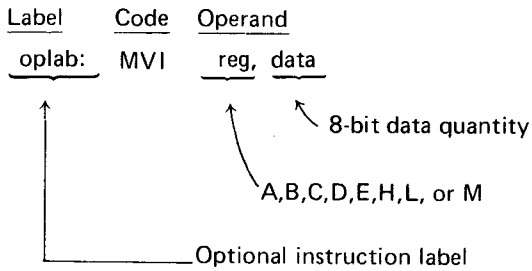 Label Code Operand
oplab: MVI reg, data
8-bit data quantity
A,B,C,D,E,H,L, or M
Optional instruction label